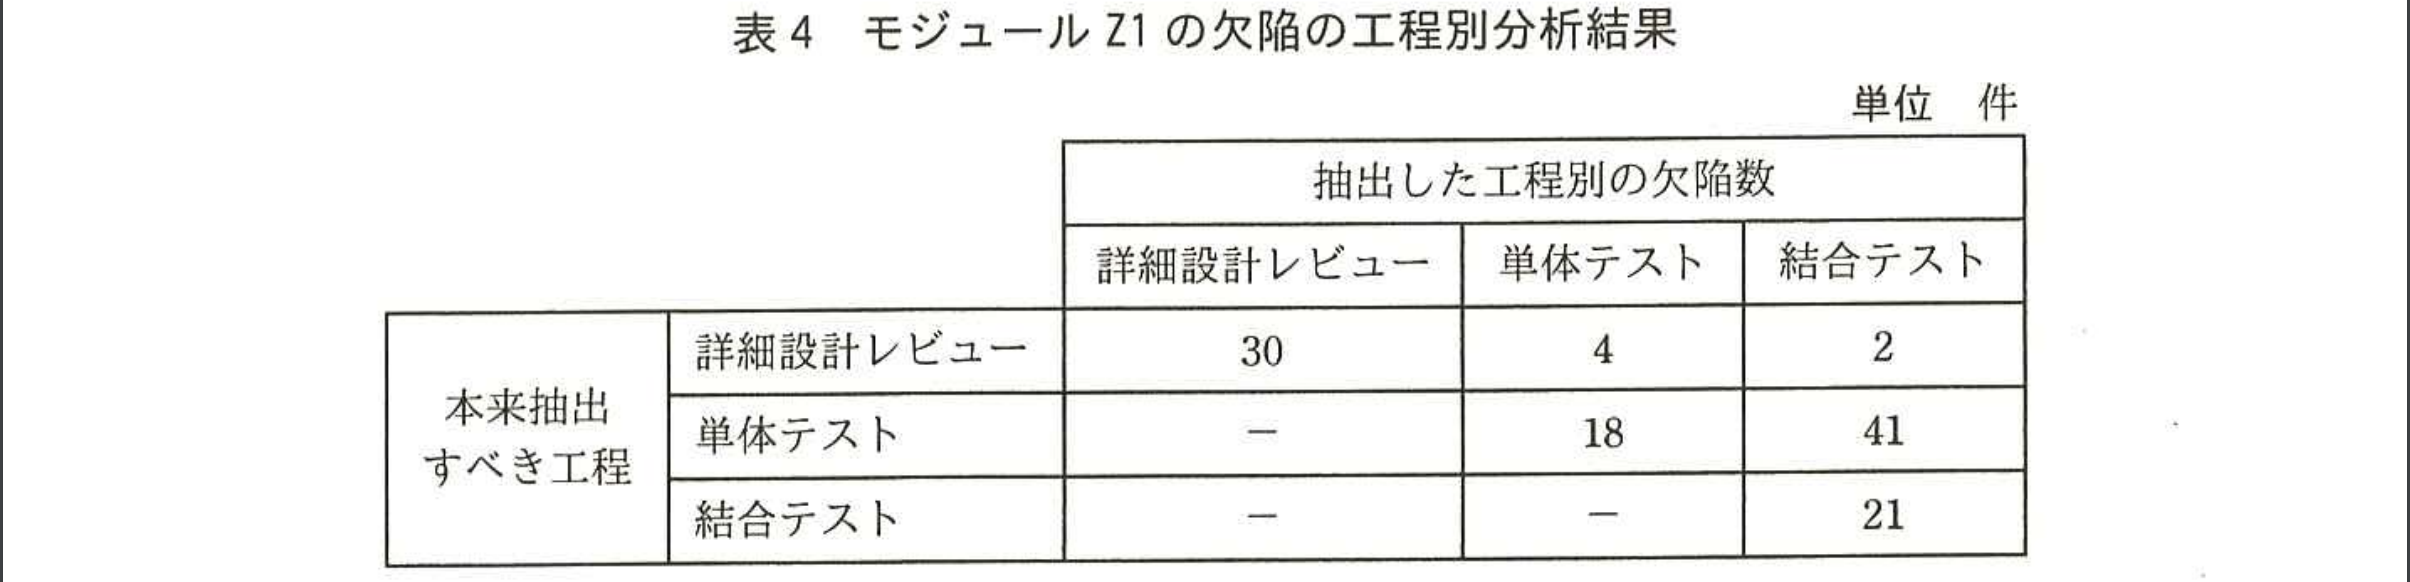 表4　モジュール Z1 の欠陥の工程別分析結果
単位　件
抽出した工程別の欠陥数
詳細設計レビュー　単体テスト　結合テスト
本来抽出
すべき工程
詳細設計レビュー　30　4　2
単体テスト　－　18　41
結合テスト　－　－　21